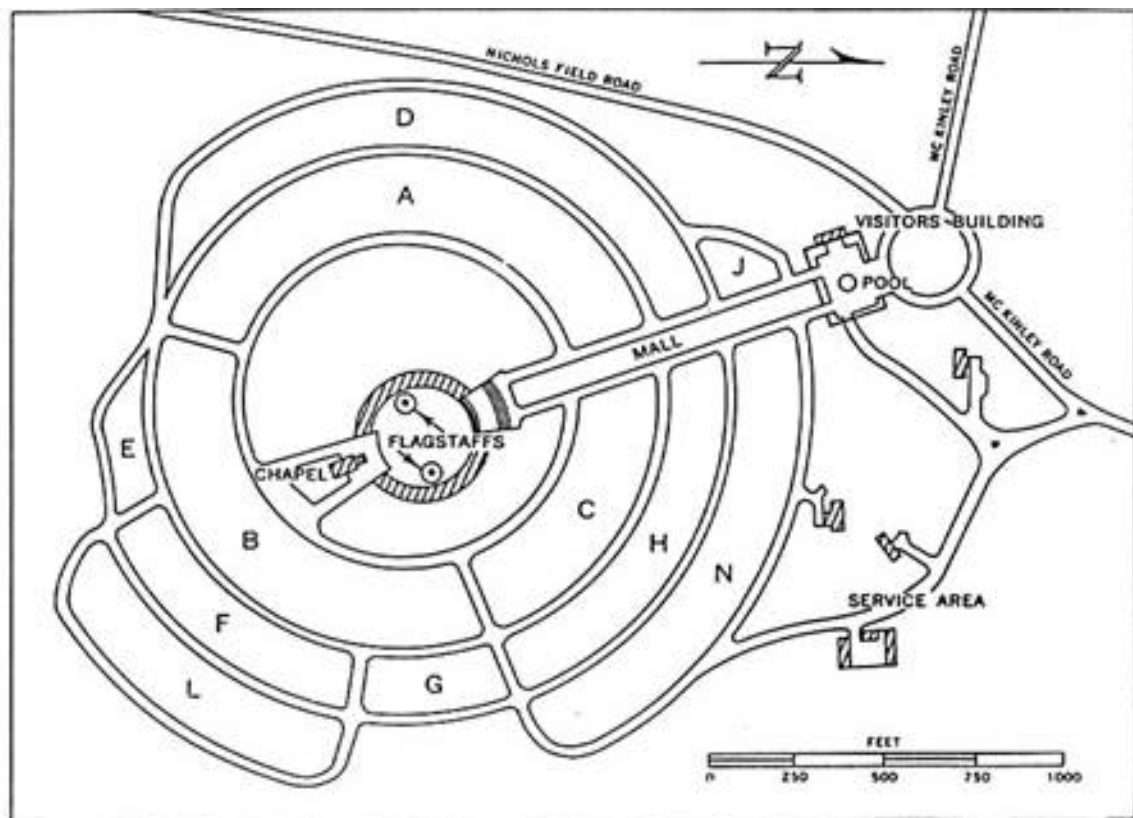 NICHOLS FIELD ROAD
N
MC KINLEY ROAD
D
A
VISITORS BUILDING
J
POOL
MC KINLEY ROAD
MALL
FLAGSTAFFS
E
CHAPEL
B
C
H
N
F
SERVICE AREA
L
G
FEET
0 250 500 750 1000